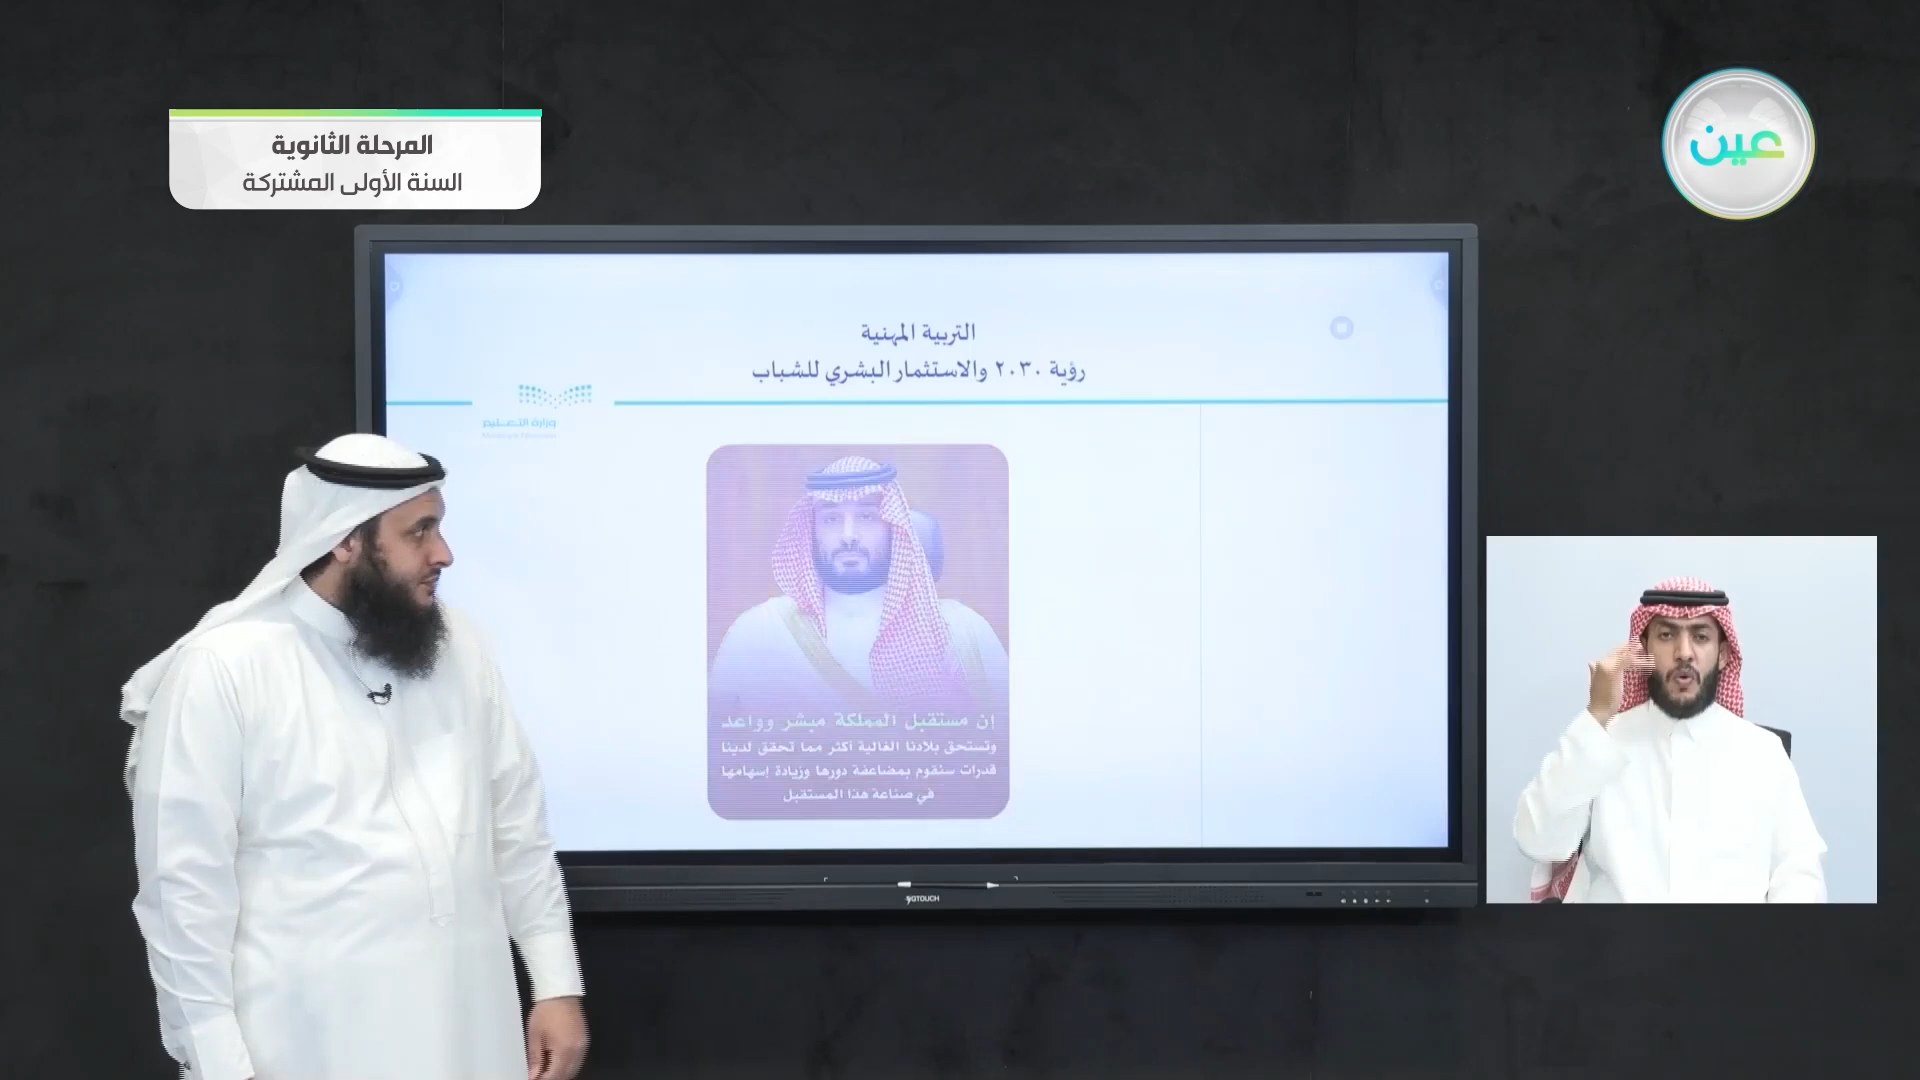 المرحلة الثانوية
السنة الأولى المشتركة
عين
التربية المهنية
رؤية ٢٠٣٠ والاستثمار البشري للشباب
وزارة التعليم
إن مستقبل المملكة مبشر وواعد
وتستحق بلادنا الغالية أكثر مما تحقق لدينا
قدرات سنقوم بمضاعفة دورها وزيادة إسهامها
في صناعة هذا المستقبل